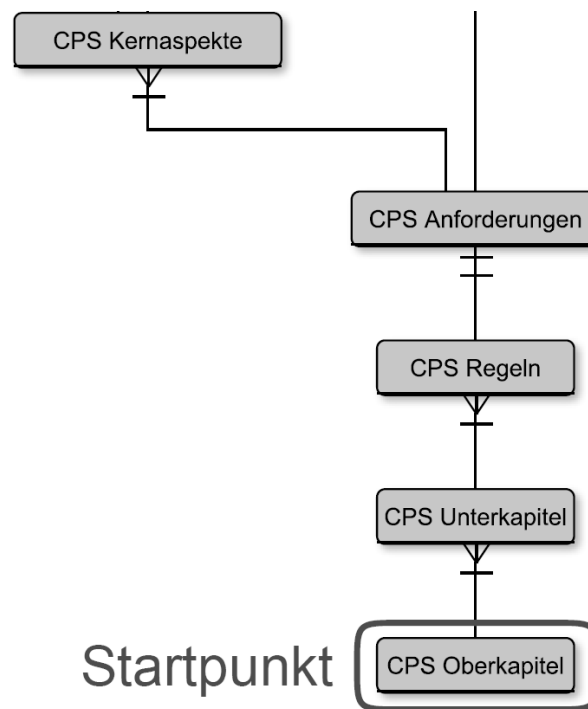 CPS Kernaspekte
CPS Anforderungen
CPS Regeln
CPS Unterkapitel
Startpunkt
CPS Oberkapitel